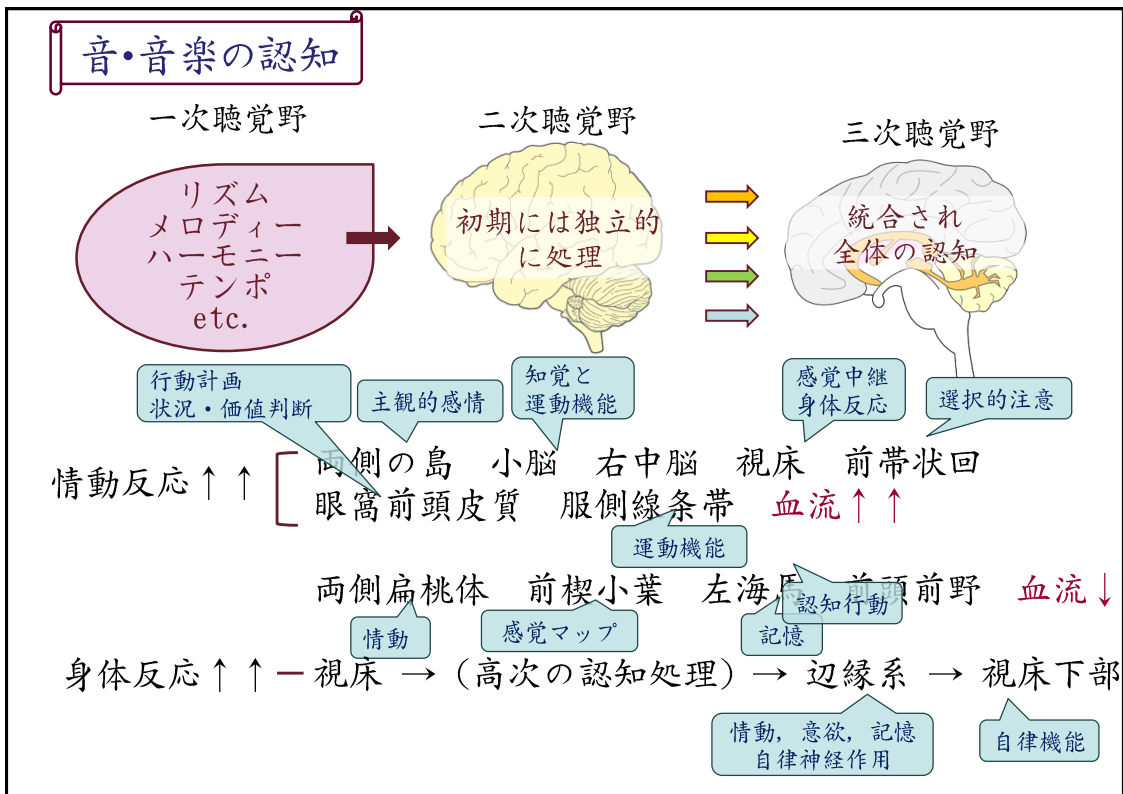 音・音楽の認知
一次聴覚野
二次聴覚野
三次聴覚野
リズム
メロディー
ハーモニー
テンポ
etc.
初期には独立的
に処理
統合され
全体の認知
行動計画
状況・価値判断
主観的感情
知覚と
運動機能
感覚中継
身体反応
選択的注意
情動反応↑↑
両側の島 小脳 右中脳 視床 前帯状回
眼窩前頭皮質 服側線条帯 血流↑↑
運動機能
両側扁桃体 前楔小葉 左海馬 前頭前野 血流↓
情動
感覚マップ
記憶
認知行動
身体反応↑↑ー視床→(高次の認知処理)→辺縁系→視床下部
情動，意欲，記憶
自律神経作用
自律機能